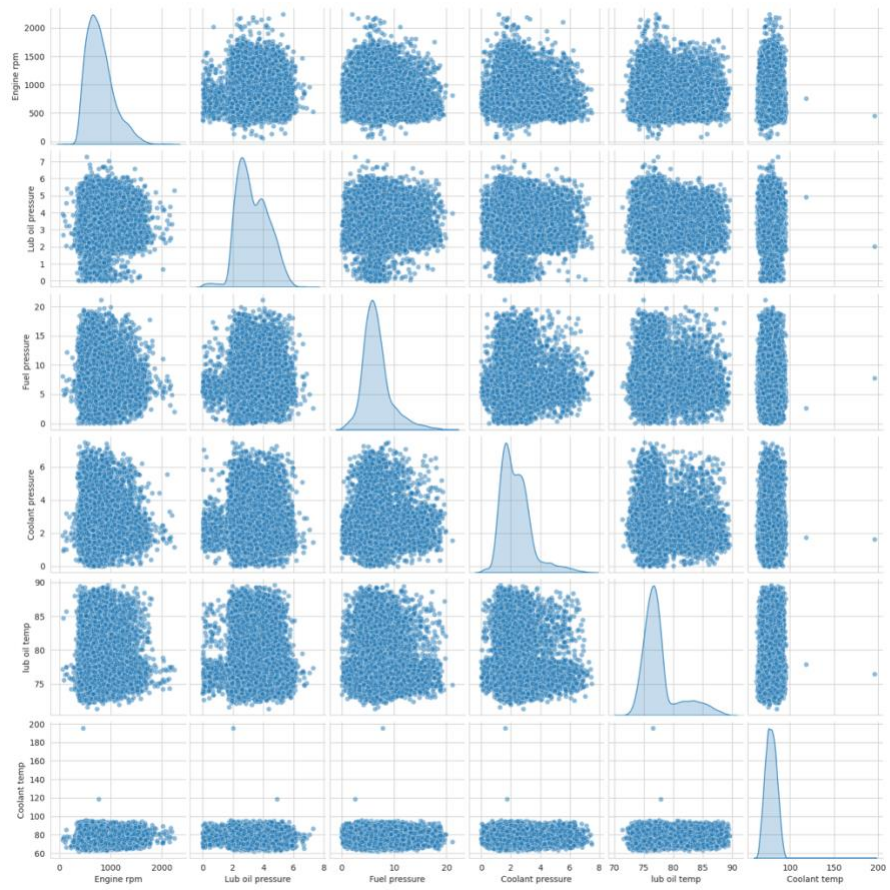 2000
1500
1000
500
0
Engine rpm
7
6
5
4
3
2
1
0
Lub oil pressure
20
15
10
5
0
Fuel pressure
6
4
2
0
Coolant pressure
90
85
80
75
lub oil temp
200
180
160
140
120
100
80
60
Coolant temp
0 1000 2000
0 2 4 6 8
0 10 20
0 2 4 6 8
70 75 80 85 90
100 150 200
Engine rpm Lub oil pressure Fuel pressure Coolant pressure lub oil temp Coolant temp